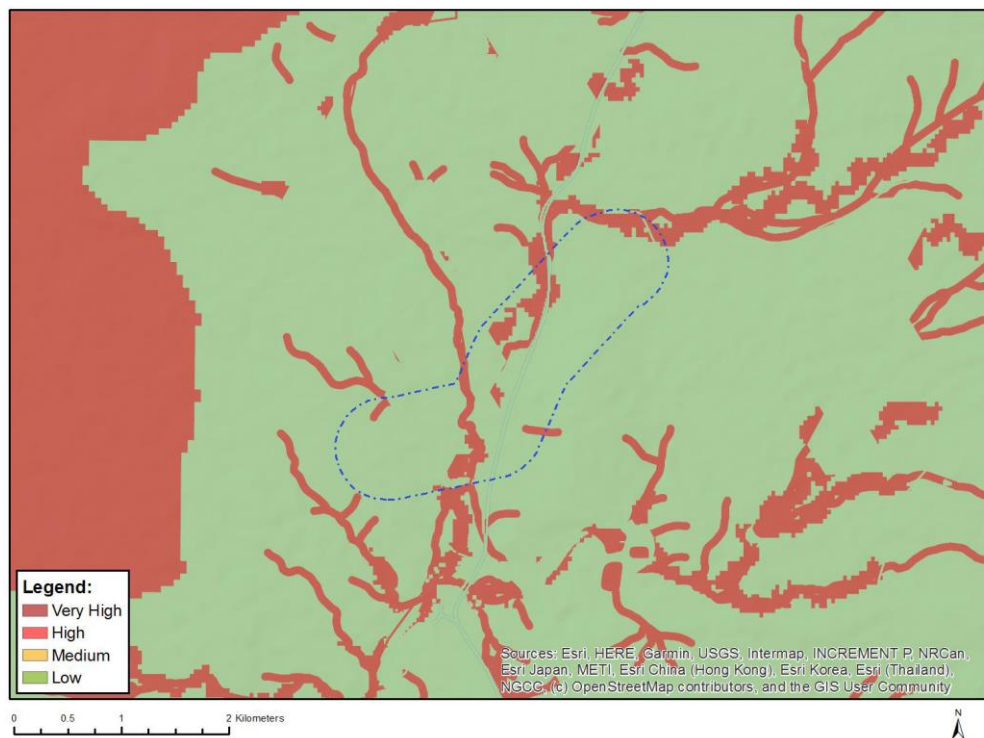 Legend:
Very High
High
Medium
Low
Sources: Esri, HERE, Garmin, USGS, Intermap, INCREMENT P, NRCan,
Esri Japan, METI, Esri China (Hong Kong), Esri Korea, Esri (Thailand),
NGCC, (c) OpenStreetMap contributors, and the GIS User Community
0 0.5 1 2 Kilometers
N